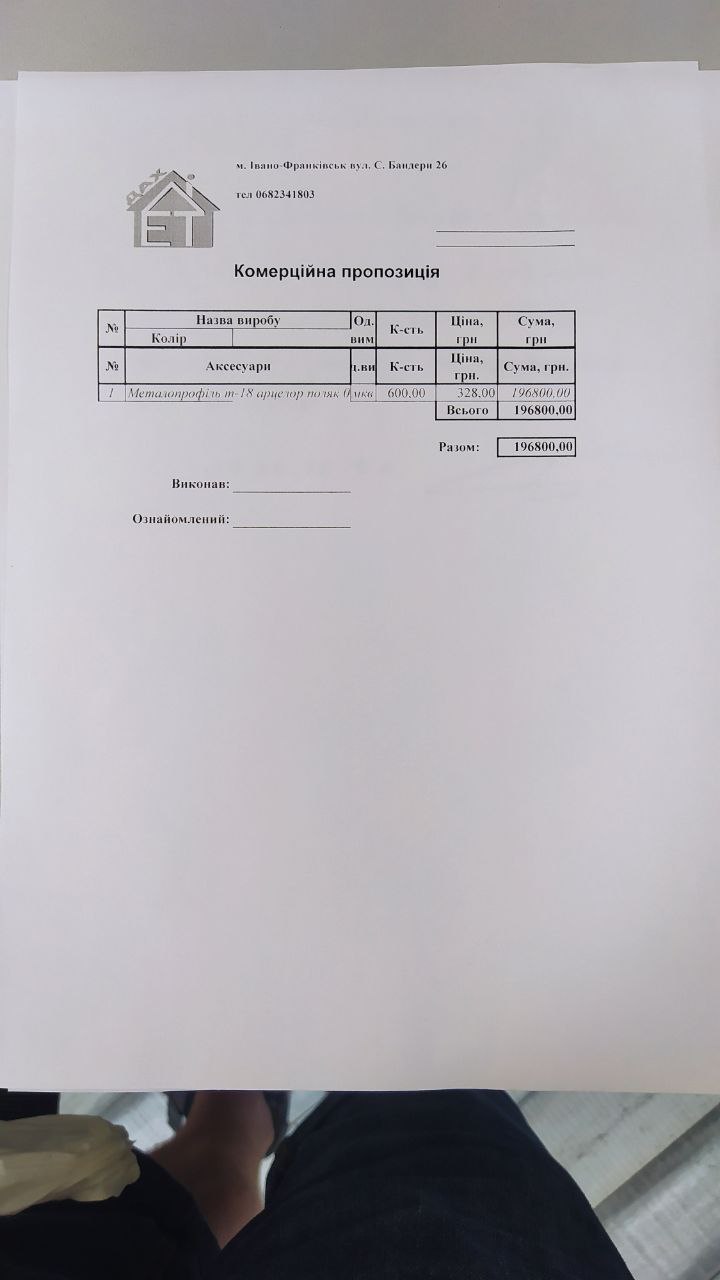 м. Івано-Франківськ вул. С. Бандери 26
ДАХ
ЕТ
тел 0682341803
Комерційна пропозиція
№ Назва виробу Од. вим К-сть Ціна, грн Сума, грн
Колір
№ Аксесуари ц.ви К-сть Ціна, грн. Сума, грн.
1 Металопрофіль т-18 арцелор поляк 0 мкв 600,00 328,00 196800,00
Всього 196800,00
Разом: 196800,00
Виконав:
Ознайомлений: